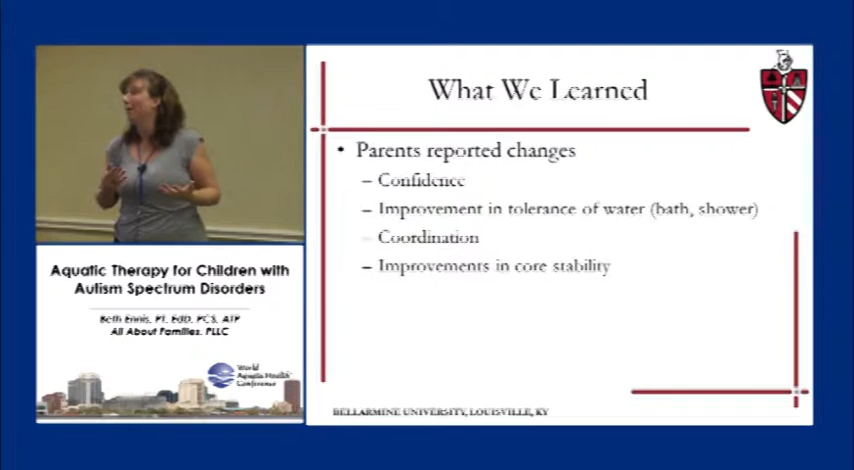 What We Learned
• Parents reported changes
– Confidence
– Improvement in tolerance of water (bath, shower)
– Coordination
– Improvements in core stability
BELLARMINE UNIVERSITY, LOUISVILLE, KY
Aquatic Therapy for Children with
Autism Spectrum Disorders
Beth Ennis, PT, EdD, PCS, ATP
All About Families, PLLC
World
Aquatic Health
Conference